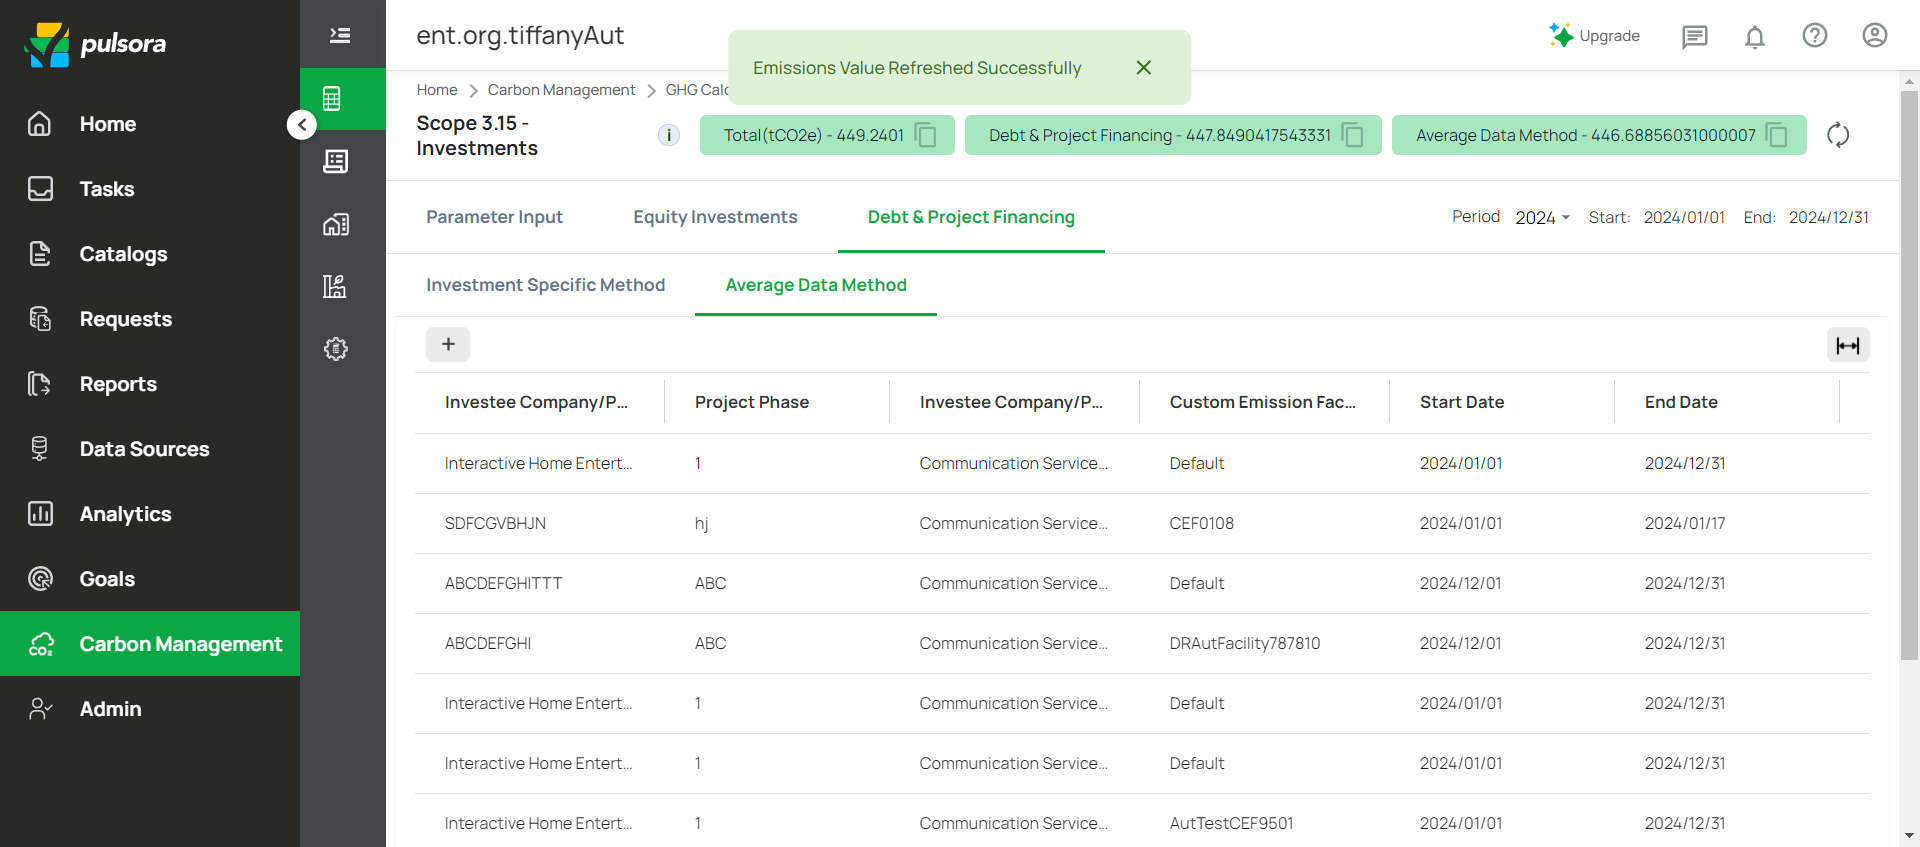 pulsora
Home
Tasks
Catalogs
Requests
Reports
Data Sources
Analytics
Goals
CO₂
Carbon Management
Admin
ent.org.tiffanyAut
Upgrade
Emissions Value Refreshed Successfully
Home
Carbon Management
GHG Calc
Scope 3.15 -
Investments
i
Total(tCO2e) - 449.2401
Debt & Project Financing - 447.8490417543331
Average Data Method - 446.68856031000007
Parameter Input
Equity Investments
Debt & Project Financing
Period 2024 Start: 2024/01/01 End: 2024/12/31
Investment Specific Method
Average Data Method
+
Investee Company/P... Project Phase Investee Company/P... Custom Emission Fac... Start Date End Date
Interactive Home Entert... 1 Communication Service... Default 2024/01/01 2024/12/31
SDFCGVBHJN hj Communication Service... CEF0108 2024/01/01 2024/01/17
ABCDEFGHITTT ABC Communication Service... Default 2024/12/01 2024/12/31
ABCDEFGHI ABC Communication Service... DRAutFacility787810 2024/12/01 2024/12/31
Interactive Home Entert... 1 Communication Service... Default 2024/01/01 2024/12/31
Interactive Home Entert... 1 Communication Service... Default 2024/01/01 2024/12/31
Interactive Home Entert... 1 Communication Service... AutTestCEF9501 2024/01/01 2024/12/31